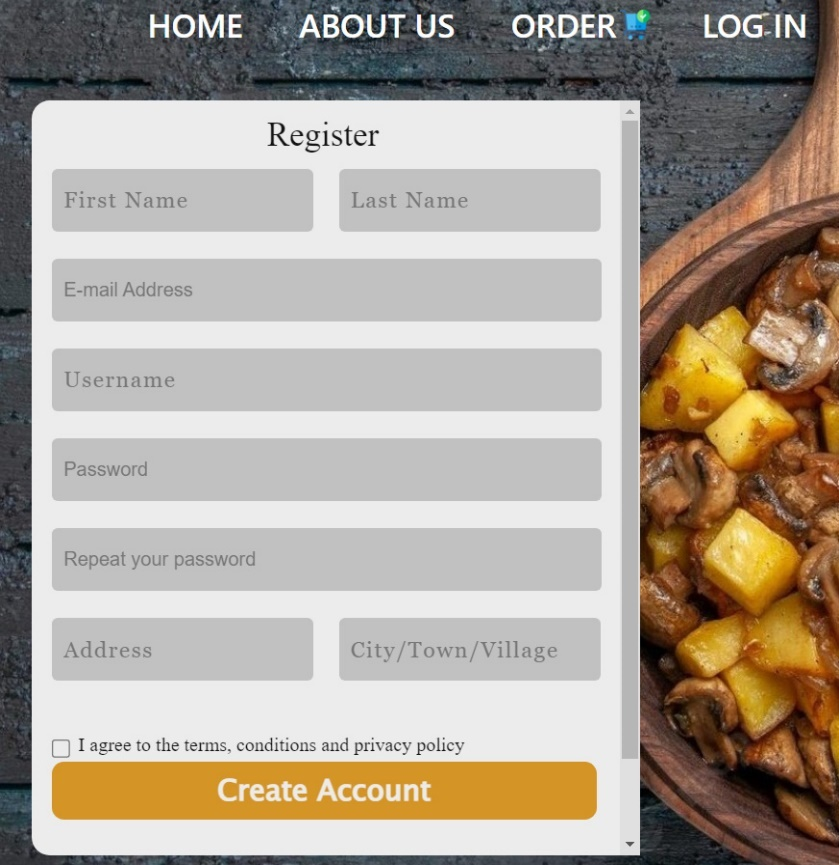 HOME ABOUT US ORDER LOG IN
Register
First Name Last Name
E-mail Address
Username
Password
Repeat your password
Address City/Town/Village
I agree to the terms, conditions and privacy policy
Create Account